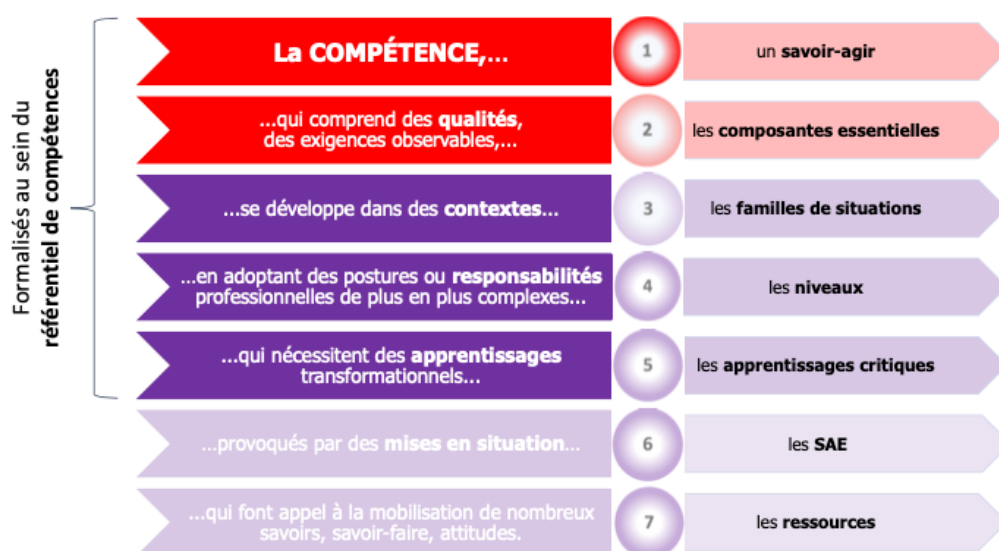 Formalisés au sein du
référentiel de compétences
La COMPÉTENCE,...
1
un savoir-agir
...qui comprend des qualités,
des exigences observables,...
2
les composantes essentielles
...se développe dans des contextes...
3
les familles de situations
...en adoptant des postures ou responsabilités
professionnelles de plus en plus complexes...
4
les niveaux
...qui nécessitent des apprentissages
transformationnels...
5
les apprentissages critiques
...provoqués par des mises en situation...
6
les SAE
...qui font appel à la mobilisation de nombreux
savoirs, savoir-faire, attitudes.
7
les ressources